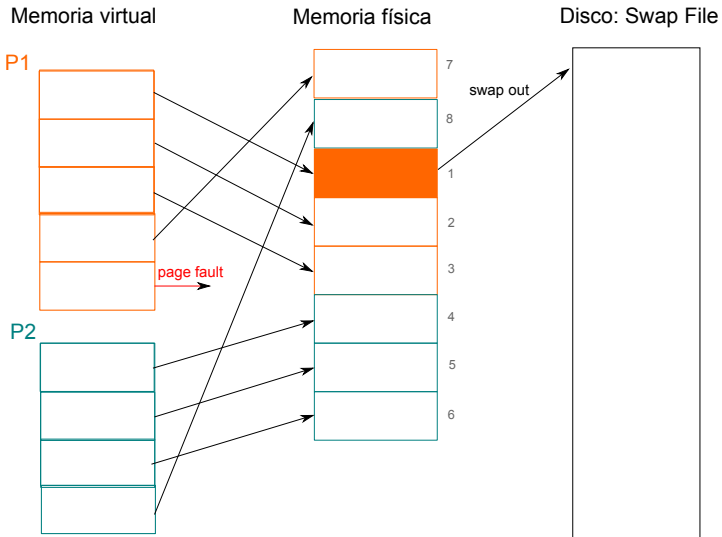 Memoria virtual
Memoria física
Disco: Swap File
P1
7
swap out
8
1
2
page fault
3
4
P2
5
6